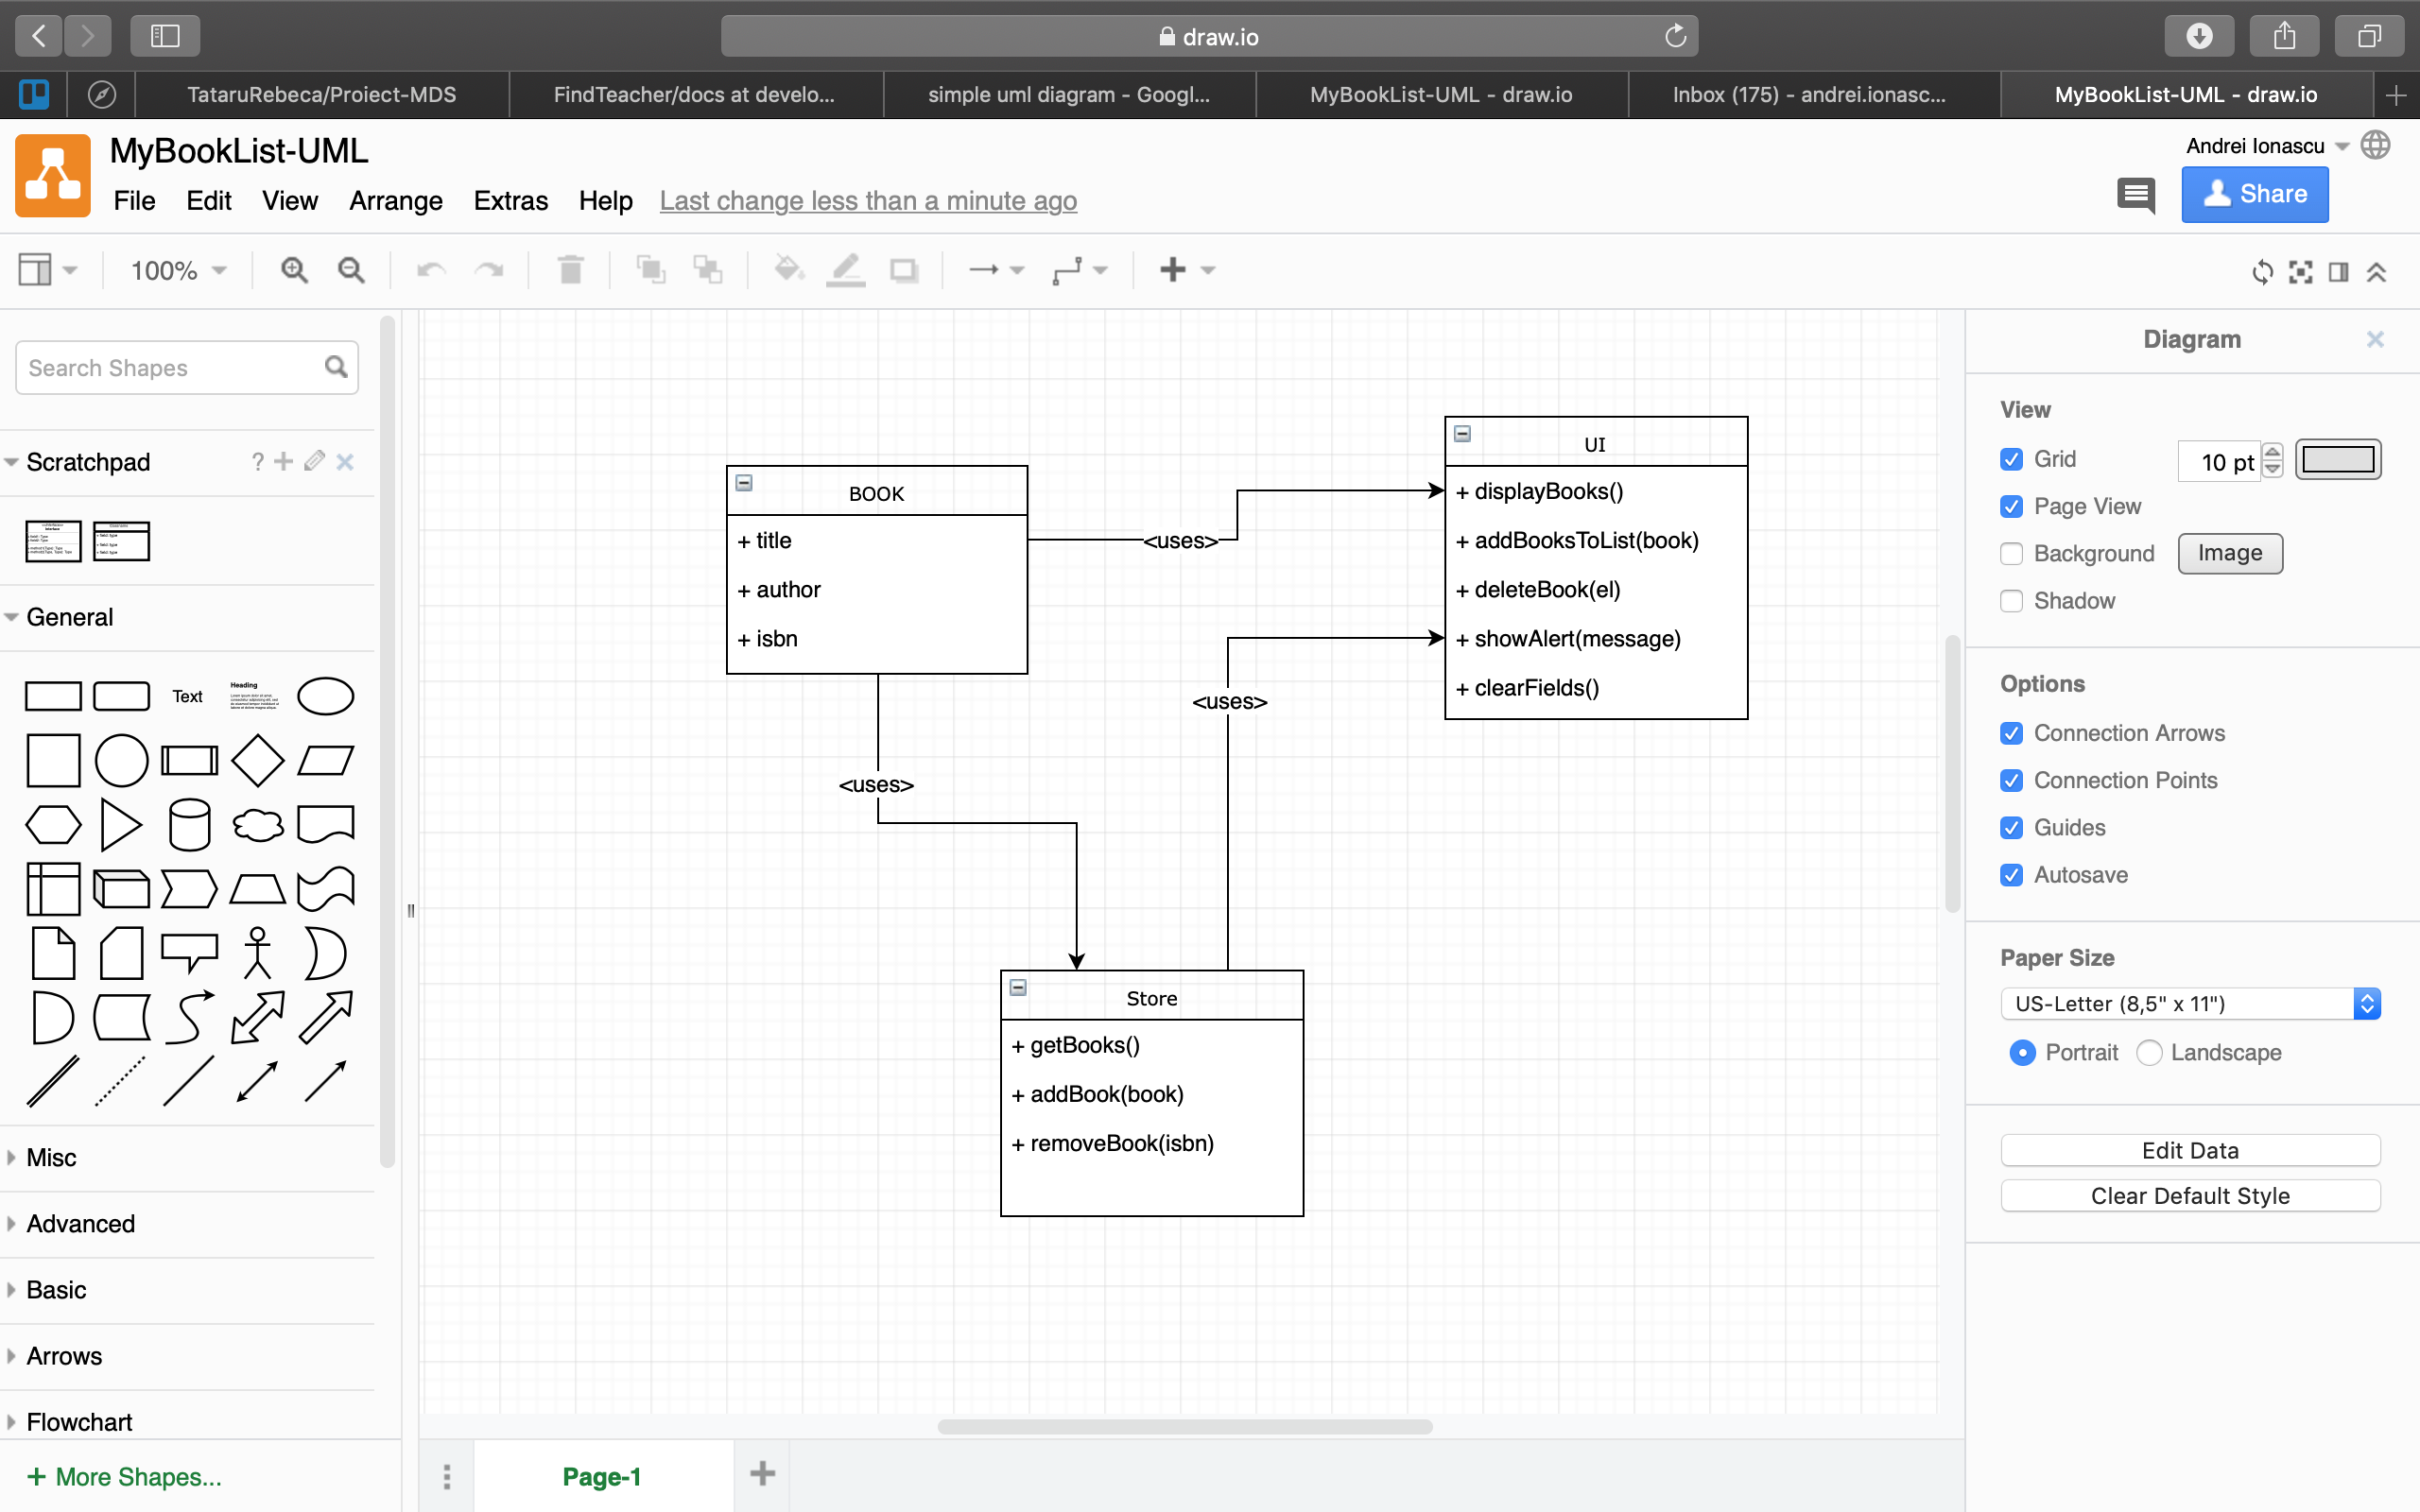 draw.io
TataruRebeca/Proiect-MDS
FindTeacher/docs at develo...
simple uml diagram - Googl...
MyBookList-UML - draw.io
Inbox (175) - andrei.ionasc...
MyBookList-UML - draw.io
MyBookList-UML
Andrei Ionascu
File Edit View Arrange Extras Help Last change less than a minute ago
Share
100%
Search Shapes
Scratchpad
?
General
Text
Heading
Misc
Advanced
Basic
Arrows
Flowchart
+ More Shapes...
BOOK
+ title
+ author
+ isbn
<uses>
<uses>
<uses>
UI
+ displayBooks()
+ addBooksToList(book)
+ deleteBook(el)
+ showAlert(message)
+ clearFields()
Store
+ getBooks()
+ addBook(book)
+ removeBook(isbn)
Page-1
Diagram
View
Grid
10 pt
Page View
Background
Image
Shadow
Options
Connection Arrows
Connection Points
Guides
Autosave
Paper Size
US-Letter (8,5" x 11")
Portrait
Landscape
Edit Data
Clear Default Style